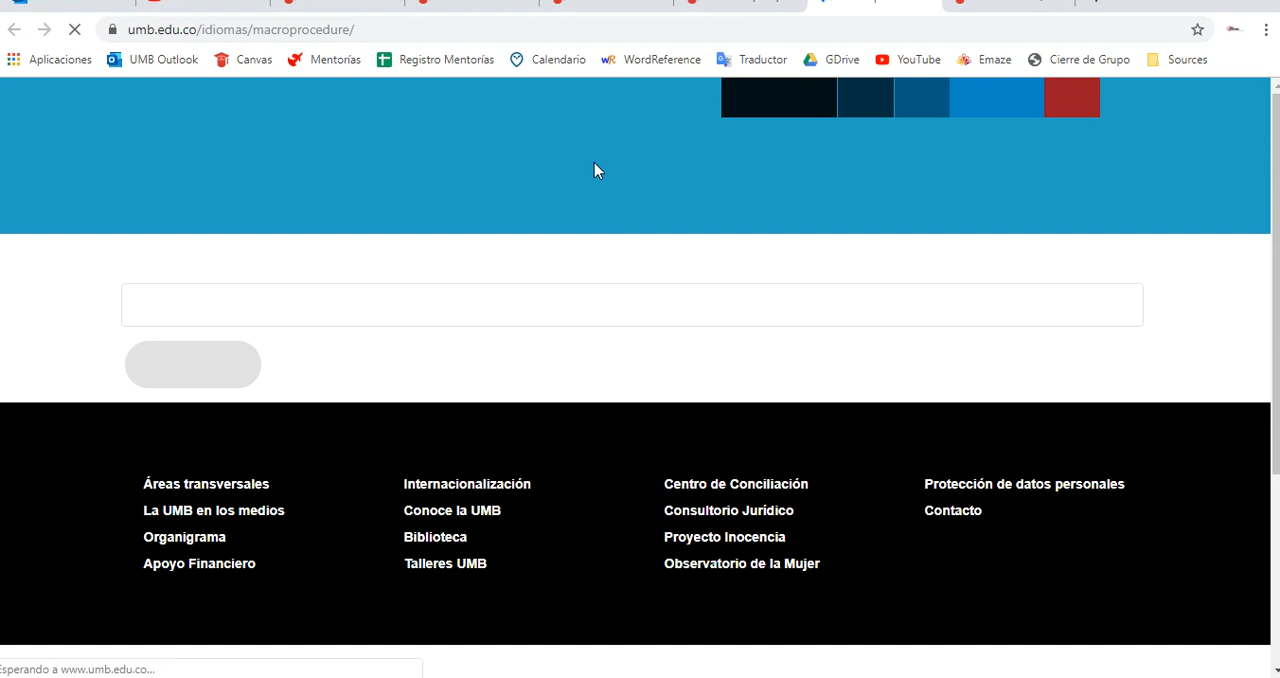 umb.edu.co/idiomas/macroprocedure/
Aplicaciones UMB Outlook Canvas Mentorías Registro Mentorías Calendario WordReference Traductor GDrive YouTube Emaze Cierre de Grupo Sources
Áreas transversales Internacionalización Centro de Conciliación Protección de datos personales
La UMB en los medios Conoce la UMB Consultorio Jurídico Contacto
Organigrama Biblioteca Proyecto Inocencia
Apoyo Financiero Talleres UMB Observatorio de la Mujer
Esperando a www.umb.edu.co...